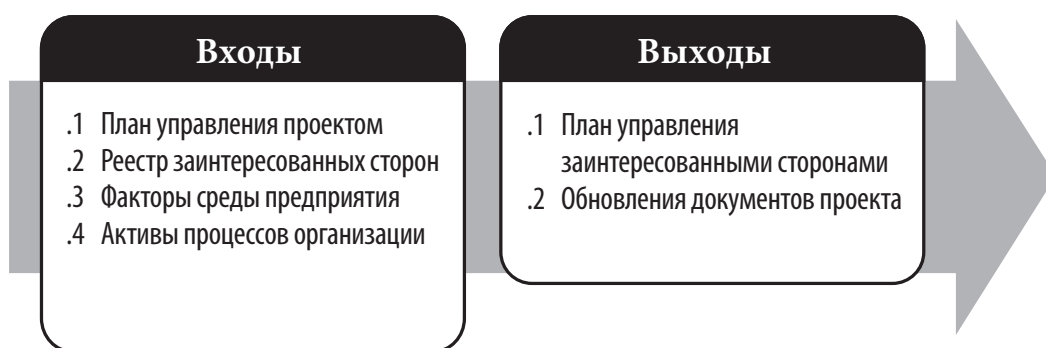 Входы
.1 План управления проектом
.2 Реестр заинтересованных сторон
.3 Факторы среды предприятия
.4 Активы процессов организации
Выходы
.1 План управления
заинтересованными сторонами
.2 Обновления документов проекта